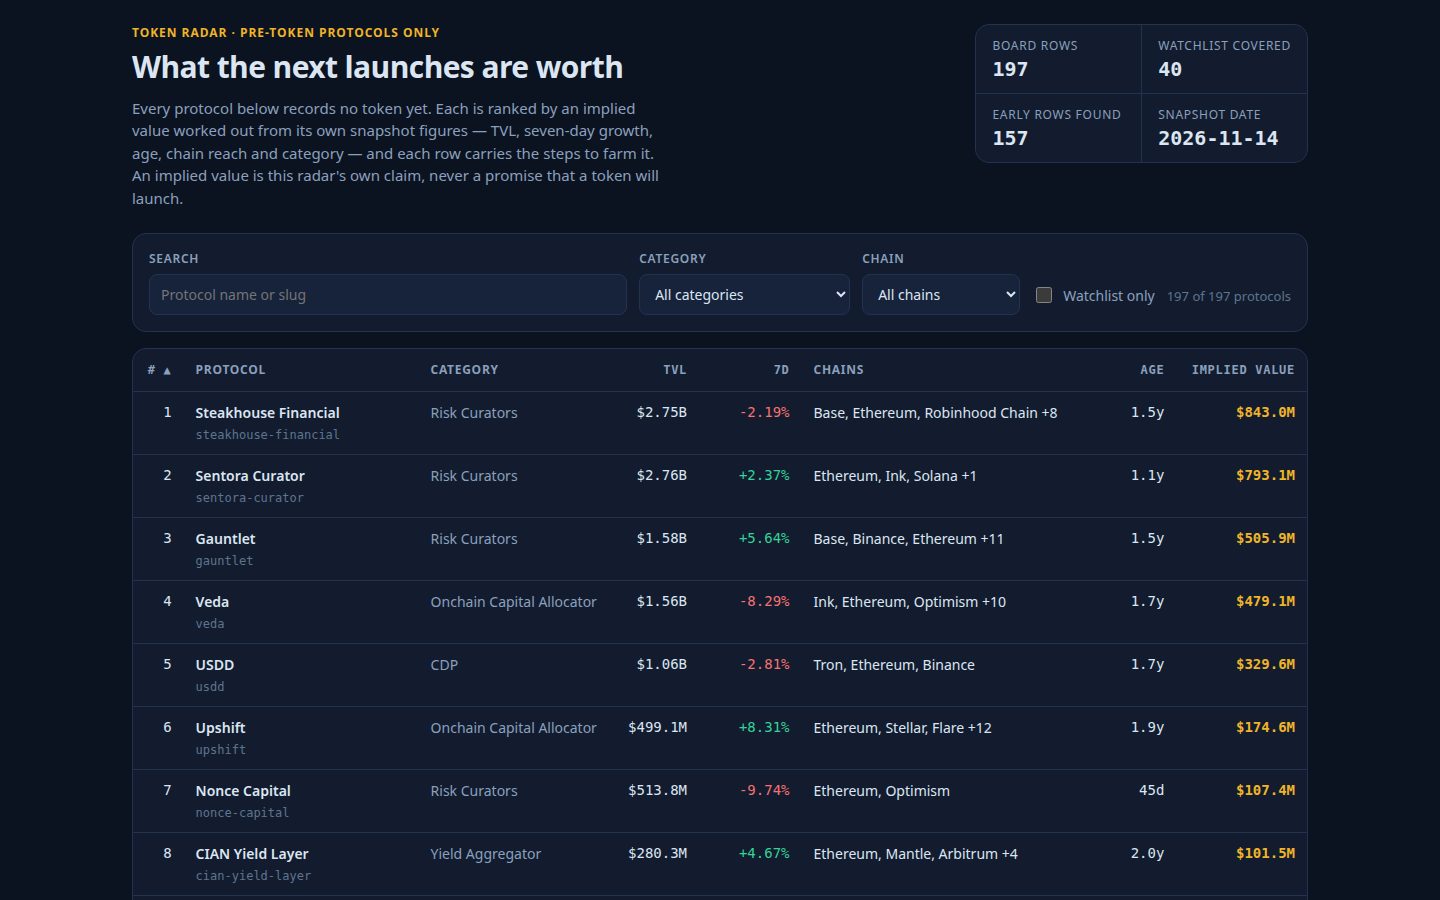 TOKEN RADAR · PRE-TOKEN PROTOCOLS ONLY
What the next launches are worth
Every protocol below records no token yet. Each is ranked by an implied
value worked out from its own snapshot figures — TVL, seven-day growth,
age, chain reach and category — and each row carries the steps to farm it.
An implied value is this radar's own claim, never a promise that a token will
launch.
BOARD ROWS
197
WATCHLIST COVERED
40
EARLY ROWS FOUND
157
SNAPSHOT DATE
2026-11-14
SEARCH
Protocol name or slug
CATEGORY
All categories
CHAIN
All chains
Watchlist only
197 of 197 protocols
# ▲ PROTOCOL CATEGORY TVL 7D CHAINS AGE IMPLIED VALUE
1 Steakhouse Financial Risk Curators $2.75B -2.19% Base, Ethereum, Robinhood Chain +8 1.5y $843.0M
steakhouse-financial
2 Sentora Curator Risk Curators $2.76B +2.37% Ethereum, Ink, Solana +1 1.1y $793.1M
sentora-curator
3 Gauntlet Risk Curators $1.58B +5.64% Base, Binance, Ethereum +11 1.5y $505.9M
gauntlet
4 Veda Onchain Capital Allocator $1.56B -8.29% Ink, Ethereum, Optimism +10 1.7y $479.1M
veda
5 USDD CDP $1.06B -2.81% Tron, Ethereum, Binance 1.7y $329.6M
usdd
6 Upshift Onchain Capital Allocator $499.1M +8.31% Ethereum, Stellar, Flare +12 1.9y $174.6M
upshift
7 Nonce Capital Risk Curators $513.8M -9.74% Ethereum, Optimism 45d $107.4M
nonce-capital
8 CIAN Yield Layer Yield Aggregator $280.3M +4.67% Ethereum, Mantle, Arbitrum +4 2.0y $101.5M
cian-yield-layer